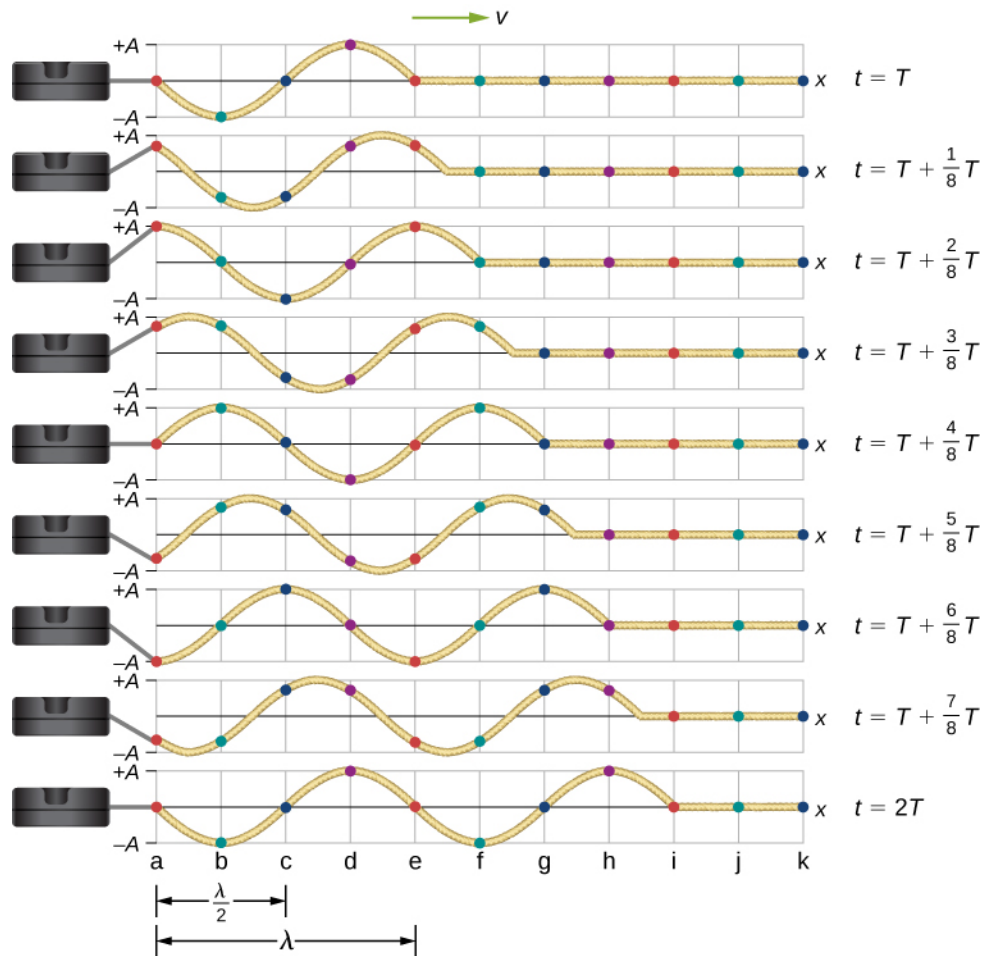 v
+A
x t = T
–A
+A
x t = T + 1/8 T
–A
+A
x t = T + 2/8 T
–A
+A
x t = T + 3/8 T
–A
+A
x t = T + 4/8 T
–A
+A
x t = T + 5/8 T
–A
+A
x t = T + 6/8 T
–A
+A
x t = T + 7/8 T
–A
+A
x t = 2T
–A
a b c d e f g h i j k
λ/2
λ